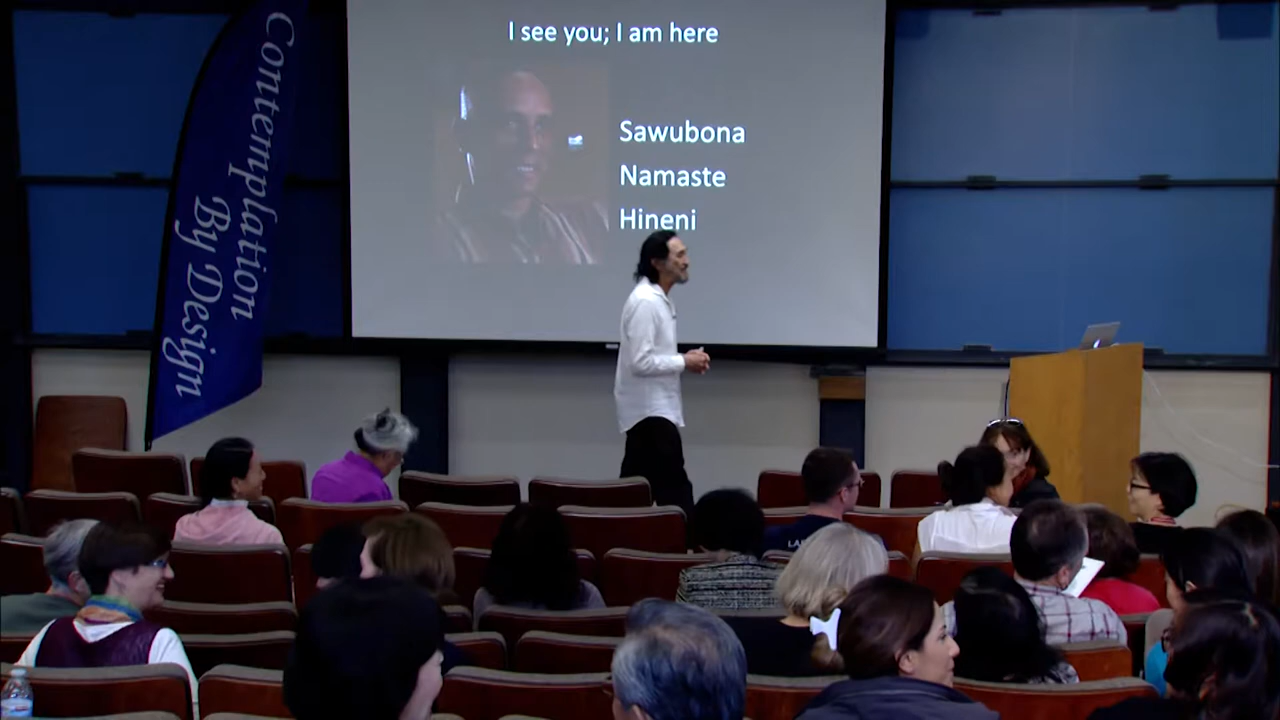 I see you; I am here
Sawubona
Namaste
Hineni
Contemplation
By Design